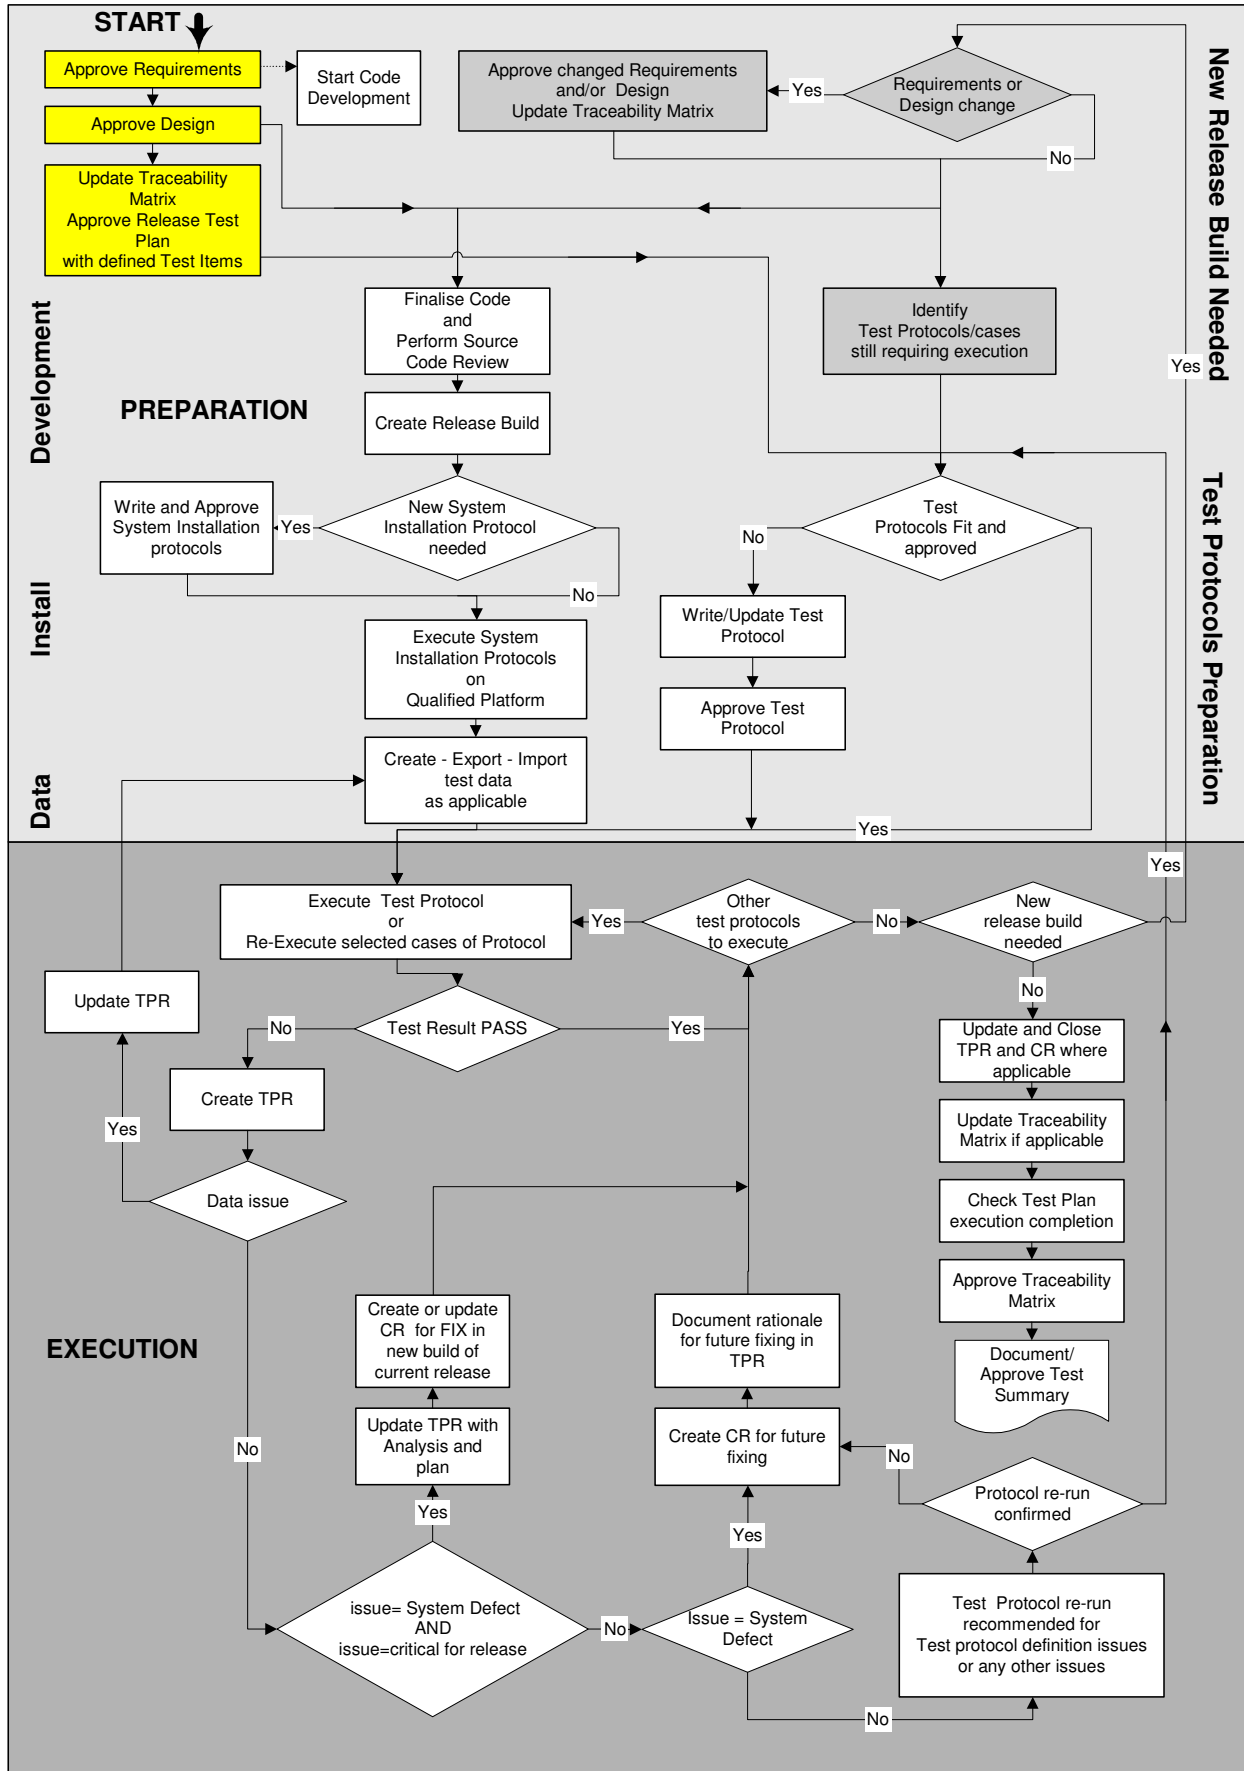 START
Approve Requirements
Start Code
Development
Approve Design
Update Traceability
Matrix
Approve Release Test
Plan
with defined Test Items
Approve changed Requirements
and/or Design
Update Traceability Matrix
Yes
Requirements or
Design change
No
New Release Build Needed
Development
PREPARATION
Finalise Code
and
Perform Source
Code Review
Create Release Build
Identify
Test Protocols/cases
still requiring execution
Yes
Write and Approve
System Installation
protocols
Yes
New System
Installation Protocol
needed
No
Test
Protocols Fit and
approved
No
Test Protocols Preparation
Install
Execute System
Installation Protocols
on
Qualified Platform
Write/Update Test
Protocol
Approve Test
Protocol
Data
Create - Export - Import
test data
as applicable
Yes
Yes
Execute Test Protocol
or
Re-Execute selected cases of Protocol
Yes
Other
test protocols
to execute
No
New
release build
needed
No
Update TPR
No
Test Result PASS
Yes
Update and Close
TPR and CR where
applicable
Create TPR
Yes
Update Traceability
Matrix if applicable
Data issue
Check Test Plan
execution completion
Approve Traceability
Matrix
EXECUTION
Create or update
CR for FIX in
new build of
current release
Document rationale
for future fixing in
TPR
Document/
Approve Test
Summary
No
Update TPR with
Analysis and
plan
Create CR for future
fixing
No
Protocol re-run
confirmed
Yes
Yes
issue= System Defect
AND
issue=critical for release
No
Issue = System
Defect
Test Protocol re-run
recommended for
Test protocol definition issues
or any other issues
No